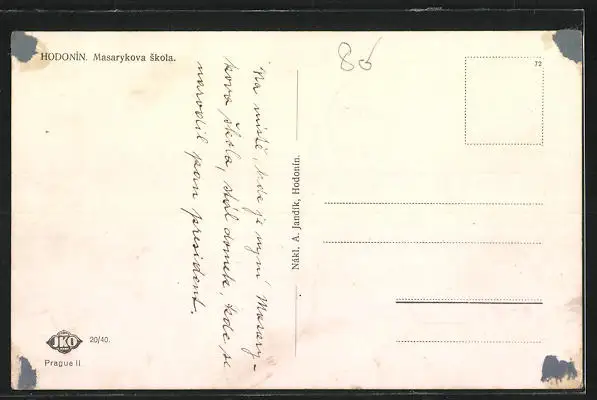 HODONÍN. Masarykova škola.
86
72
Na místě, kde je nyní Masary-
kova škola, stál domek, kde se
narodil pan president.
Nákl. A. Jandík, Hodonín.
JKO
20/40.
Prague II